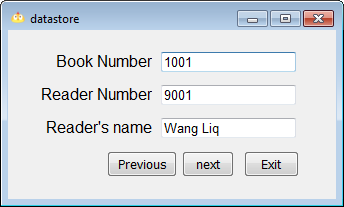 datastore
Book Number 1001
Reader Number 9001
Reader's name Wang Liq
Previous next Exit